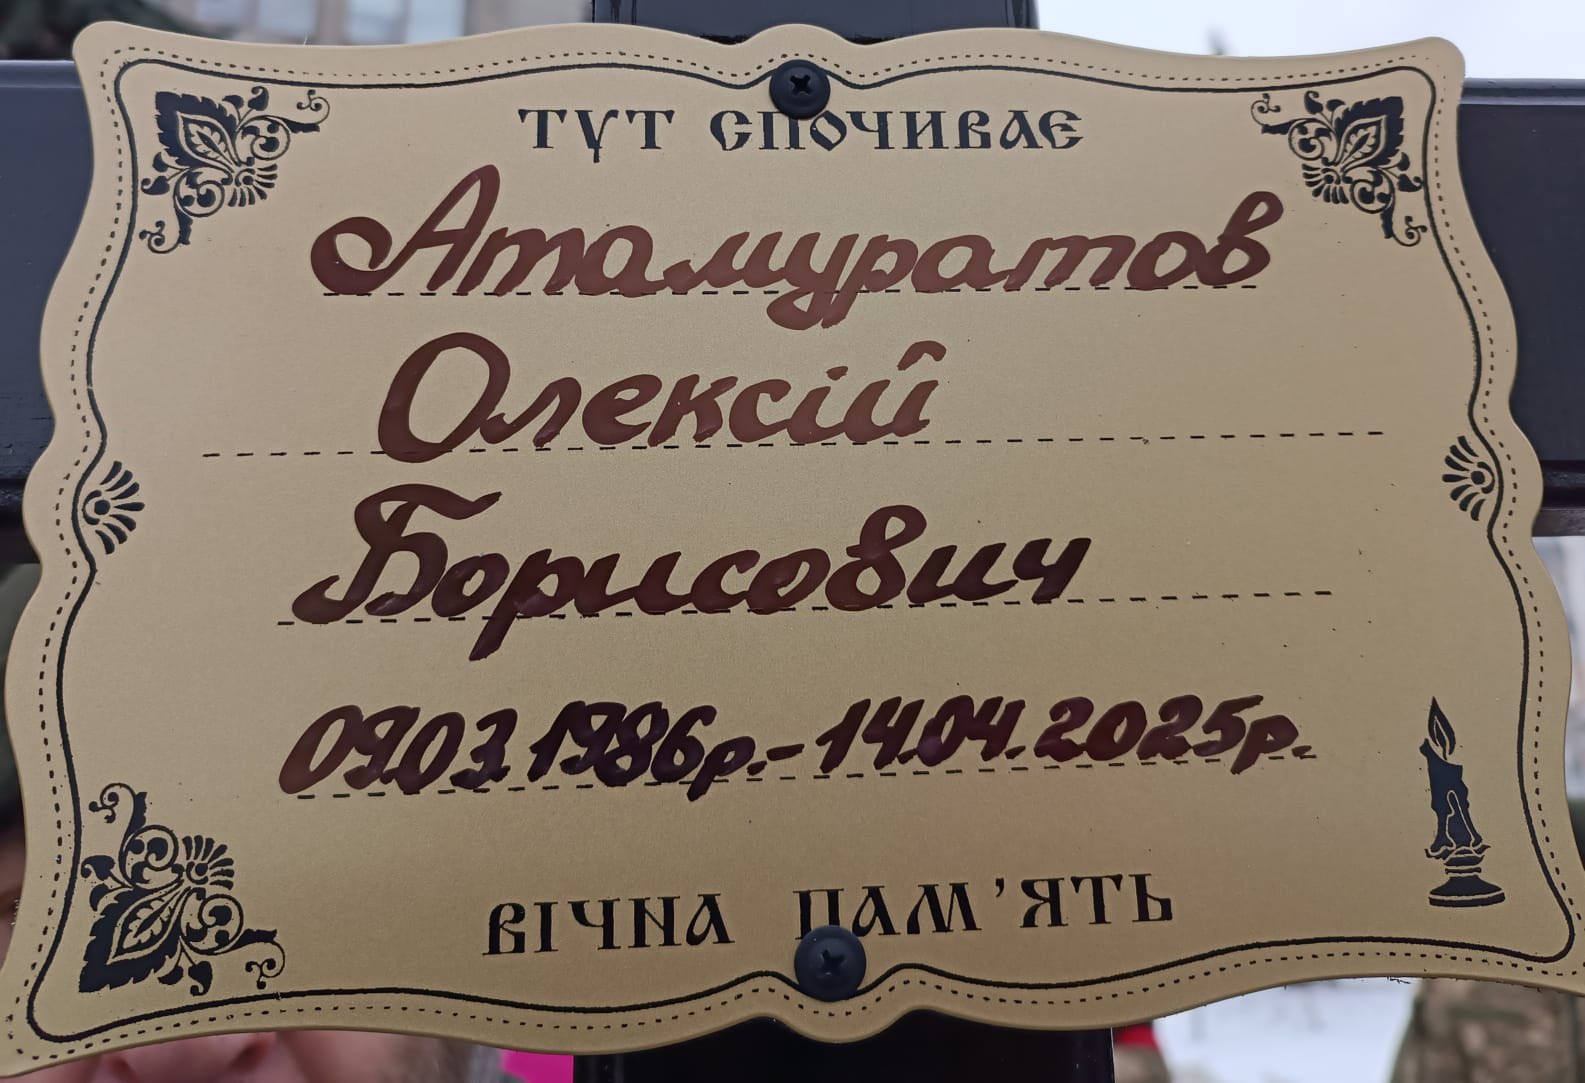 ТУТ СПОЧИВАЄ
Атамуратов
Олексій
Борисович
09.03.1986р.-14.04.2025р.
ВІЧНА ПАМ'ЯТЬ